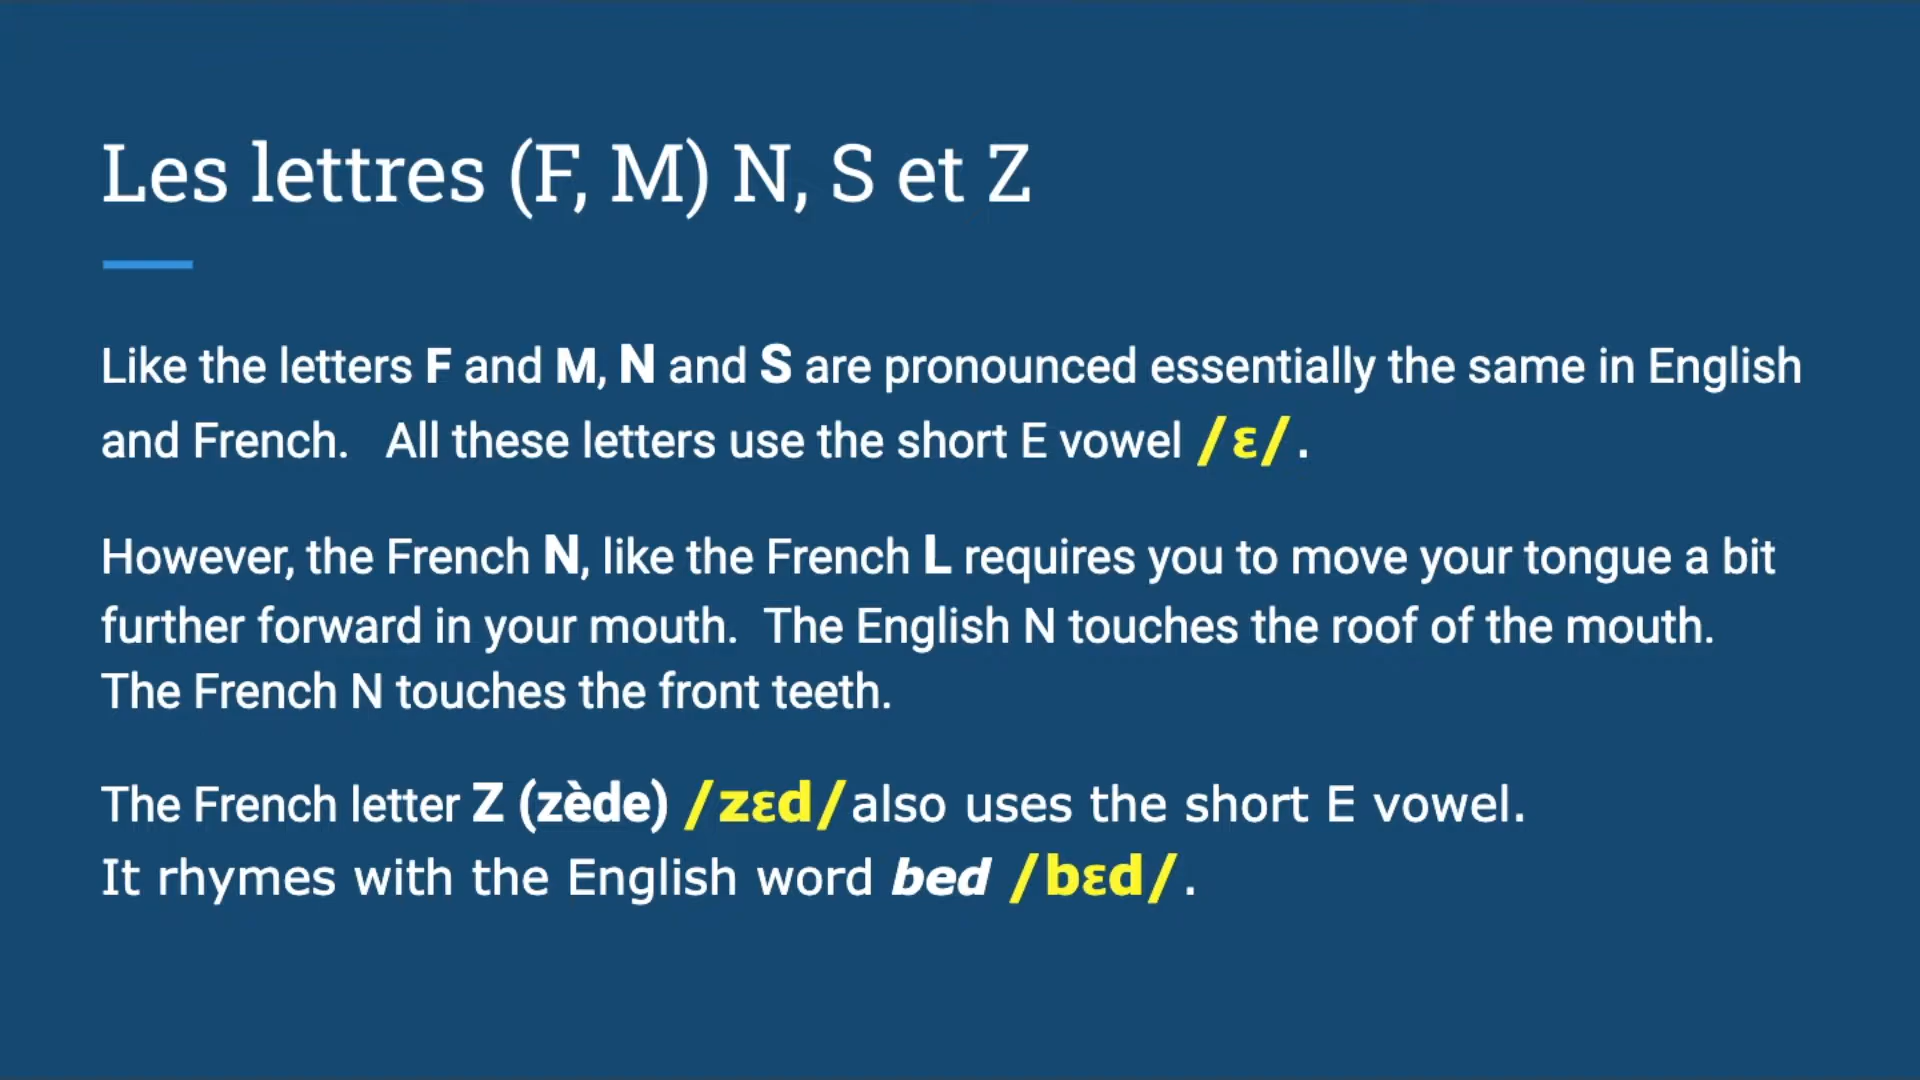 Les lettres (F, M) N, S et Z
Like the letters F and M, N and S are pronounced essentially the same in English
and French. All these letters use the short E vowel /ɛ/.
However, the French N, like the French L requires you to move your tongue a bit
further forward in your mouth. The English N touches the roof of the mouth.
The French N touches the front teeth.
The French letter Z (zède) /zɛd/also uses the short E vowel.
It rhymes with the English word bed /bɛd/.